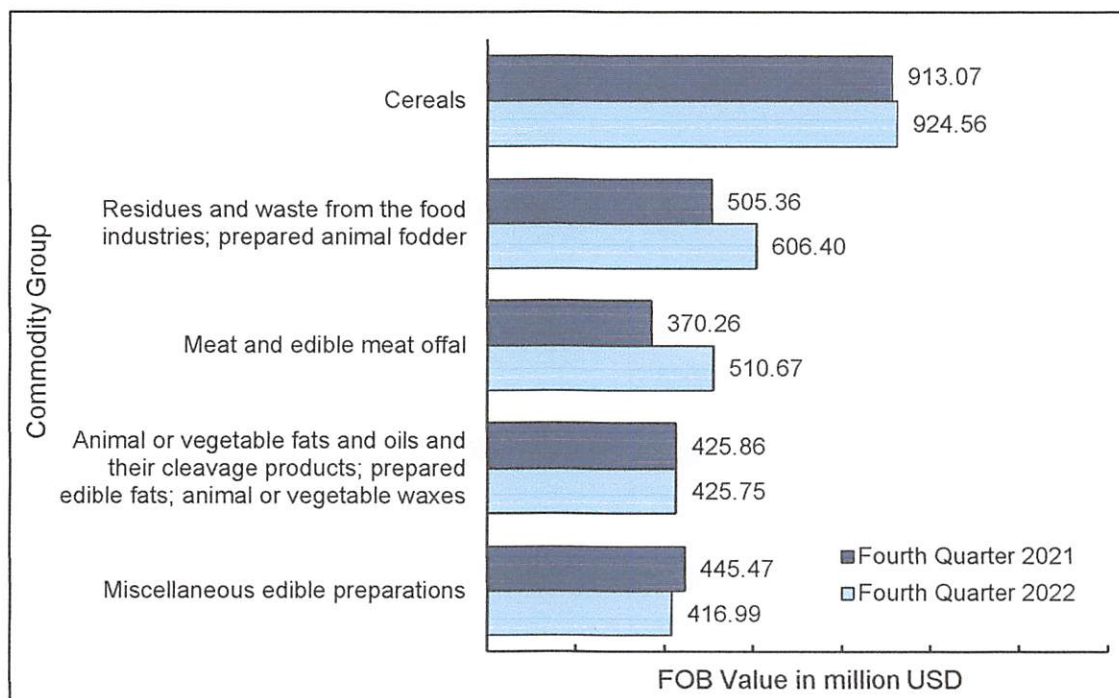 Commodity Group
Cereals
913.07
924.56
Residues and waste from the food
industries; prepared animal fodder
505.36
606.40
Meat and edible meat offal
370.26
510.67
Animal or vegetable fats and oils and
their cleavage products; prepared
edible fats; animal or vegetable waxes
425.86
425.75
Miscellaneous edible preparations
445.47
416.99
Fourth Quarter 2021
Fourth Quarter 2022
FOB Value in million USD